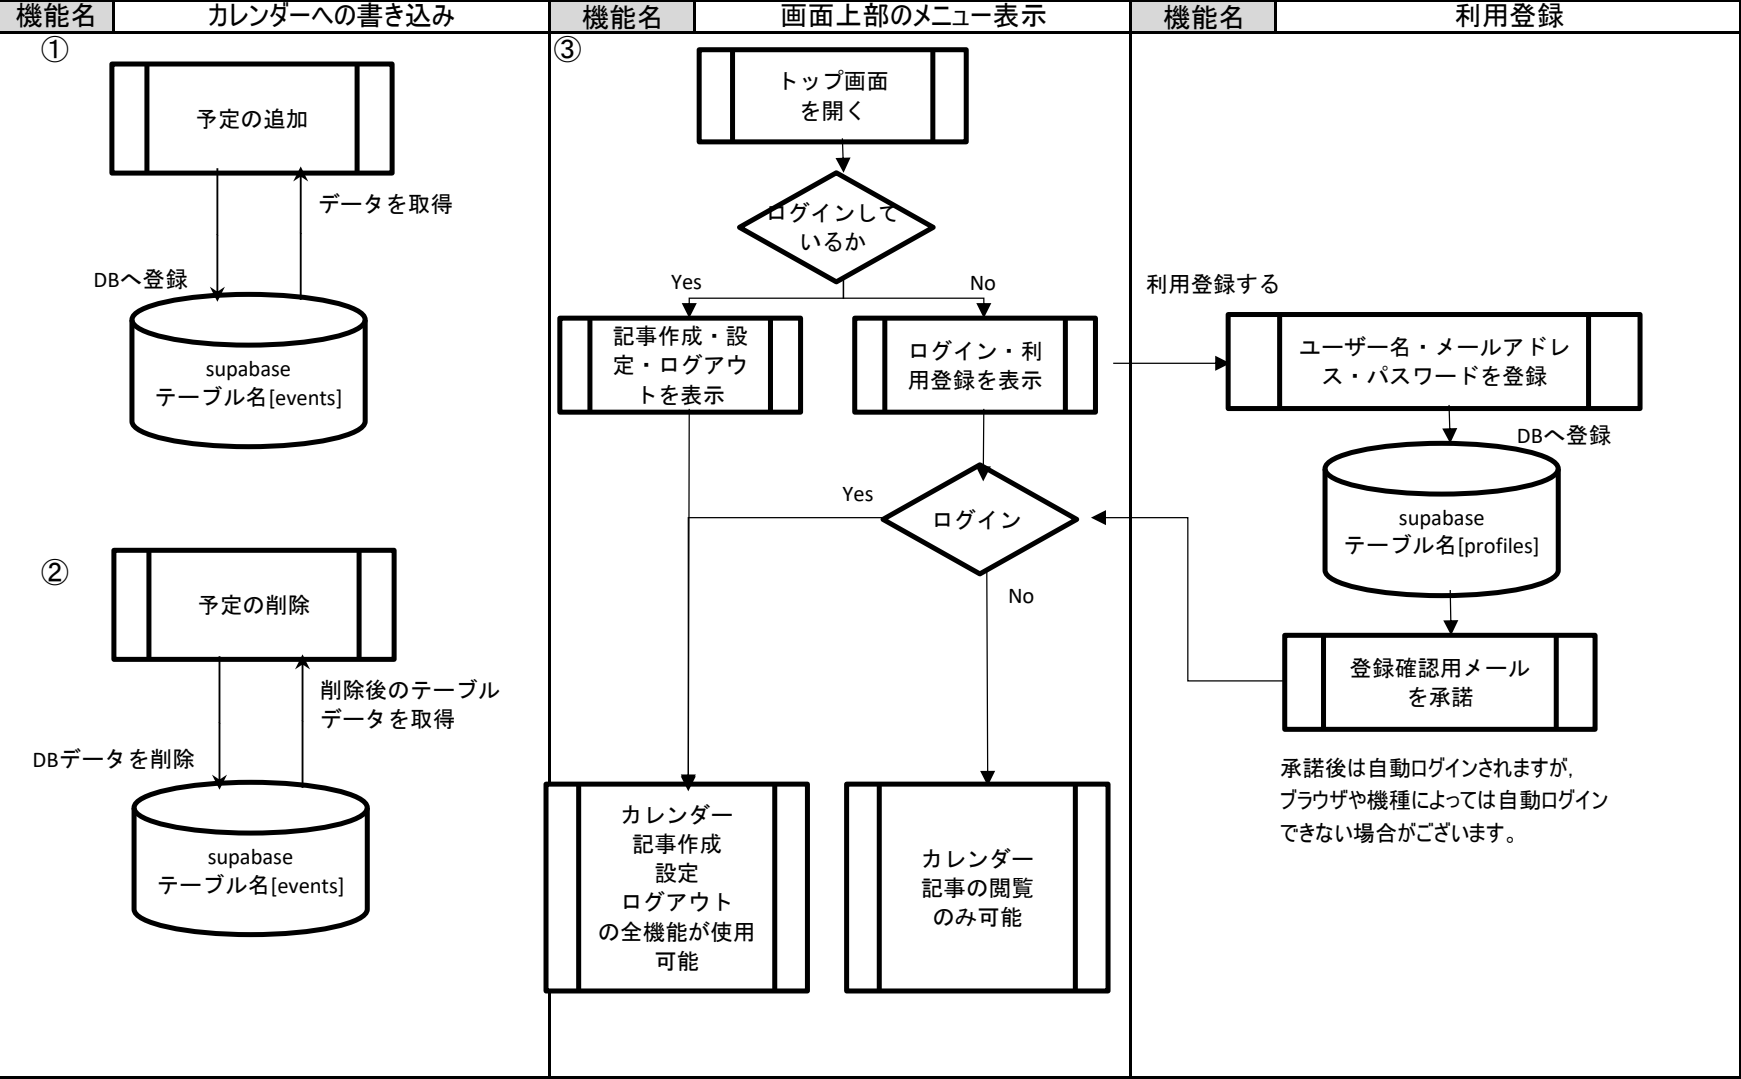 機能名
カレンダーへの書き込み
①
予定の追加
データを取得
DBへ登録
supabase
テーブル名[events]
②
予定の削除
削除後のテーブル
データを取得
DBデータを削除
supabase
テーブル名[events]
機能名
画面上部のメニュー表示
③
トップ画面
を開く
ログインして
いるか
Yes
No
記事作成・設
定・ログアウ
トを表示
ログイン・利
用登録を表示
Yes
ログイン
No
カレンダー
記事作成
設定
ログアウト
の全機能が使用
可能
カレンダー
記事の閲覧
のみ可能
機能名
利用登録
利用登録する
ユーザー名・メールアドレ
ス・パスワードを登録
DBへ登録
supabase
テーブル名[profiles]
登録確認用メール
を承諾
承諾後は自動ログインされますが,
ブラウザや機種によっては自動ログイン
できない場合がございます。